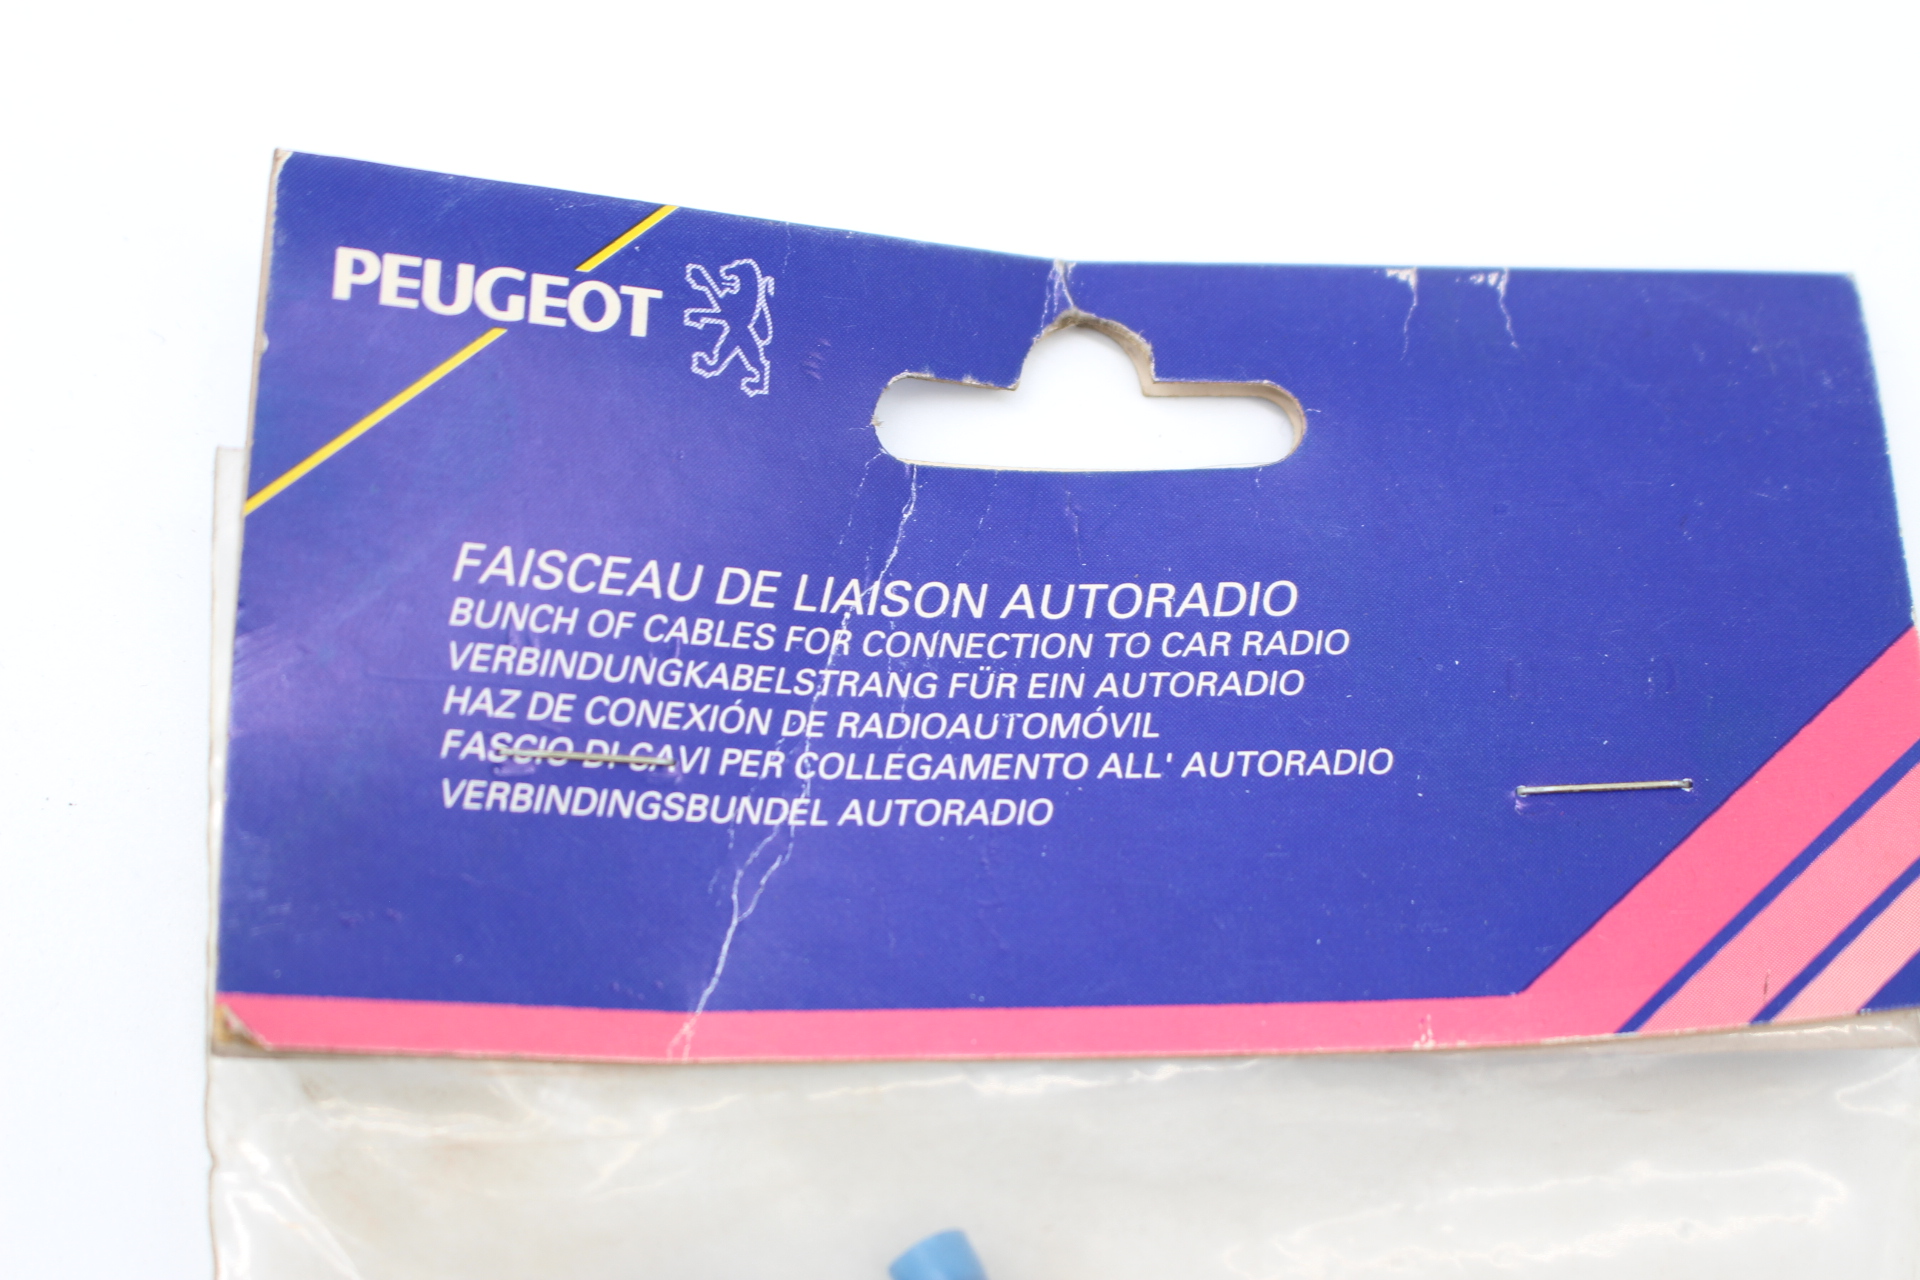 PEUGEOT
FAISCEAU DE LIAISON AUTORADIO
BUNCH OF CABLES FOR CONNECTION TO CAR RADIO
VERBINDUNGKABELSTRANG FÜR EIN AUTORADIO
HAZ DE CONEXIÓN DE RADIOAUTOMÓVIL
FASCIO DI CAVI PER COLLEGAMENTO ALL' AUTORADIO
VERBINDINGSBUNDEL AUTORADIO